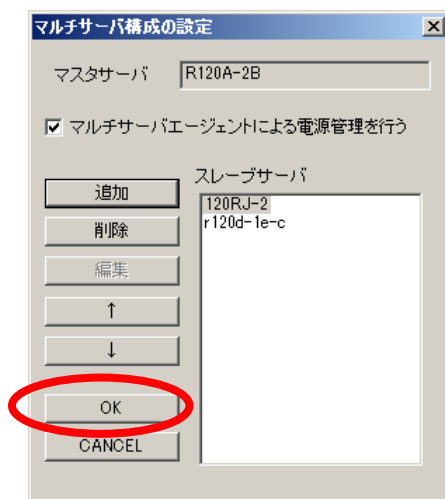 マルチサーバ構成の設定
マスタサーバ R120A-2B
マルチサーバエージェントによる電源管理を行う
スレーブサーバ
追加
削除
編集
↑
↓
OK
CANCEL
120RJ-2
r120d-1e-c